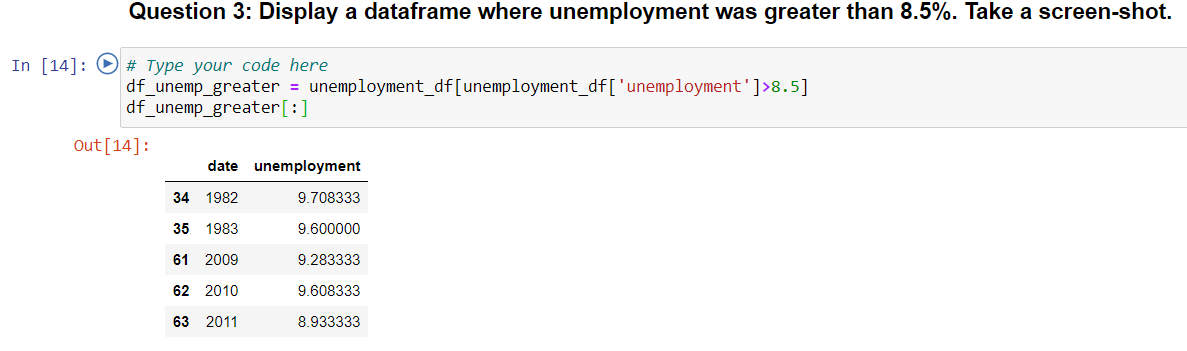 Question 3: Display a dataframe where unemployment was greater than 8.5%. Take a screen-shot.
In [14]: # Type your code here
df_unemp_greater = unemployment_df[unemployment_df['unemployment']>8.5]
df_unemp_greater[:]
Out[14]:
date unemployment
34 1982 9.708333
35 1983 9.600000
61 2009 9.283333
62 2010 9.608333
63 2011 8.933333